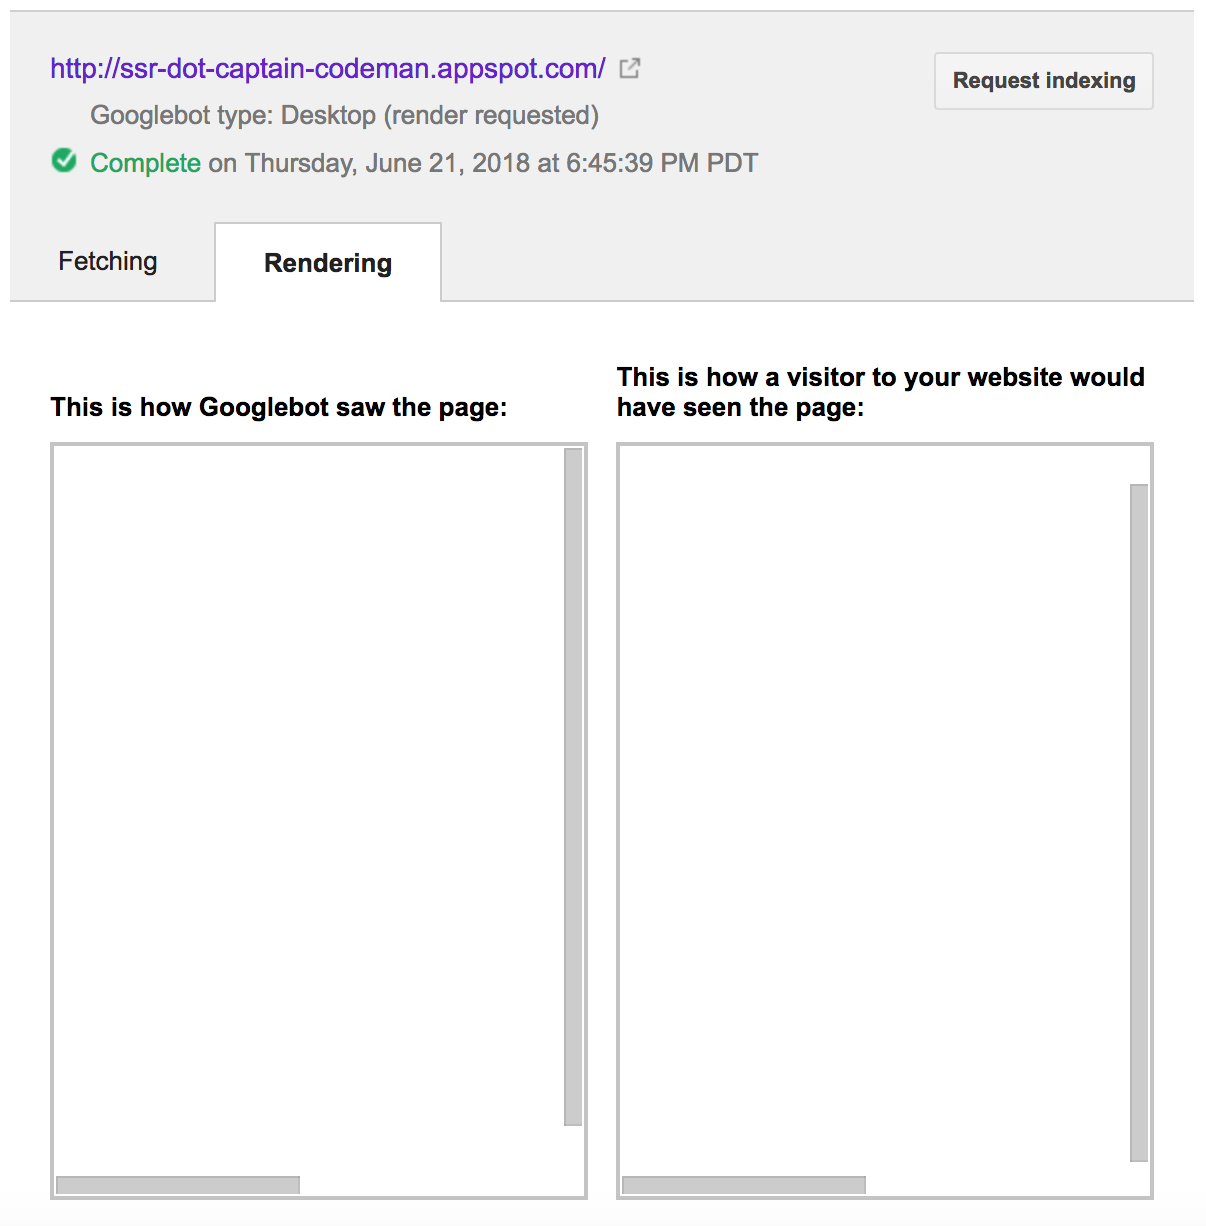 http://ssr-dot-captain-codeman.appspot.com/
Request indexing
Googlebot type: Desktop (render requested)
Complete on Thursday, June 21, 2018 at 6:45:39 PM PDT
Fetching
Rendering
This is how Googlebot saw the page:
This is how a visitor to your website would
have seen the page: